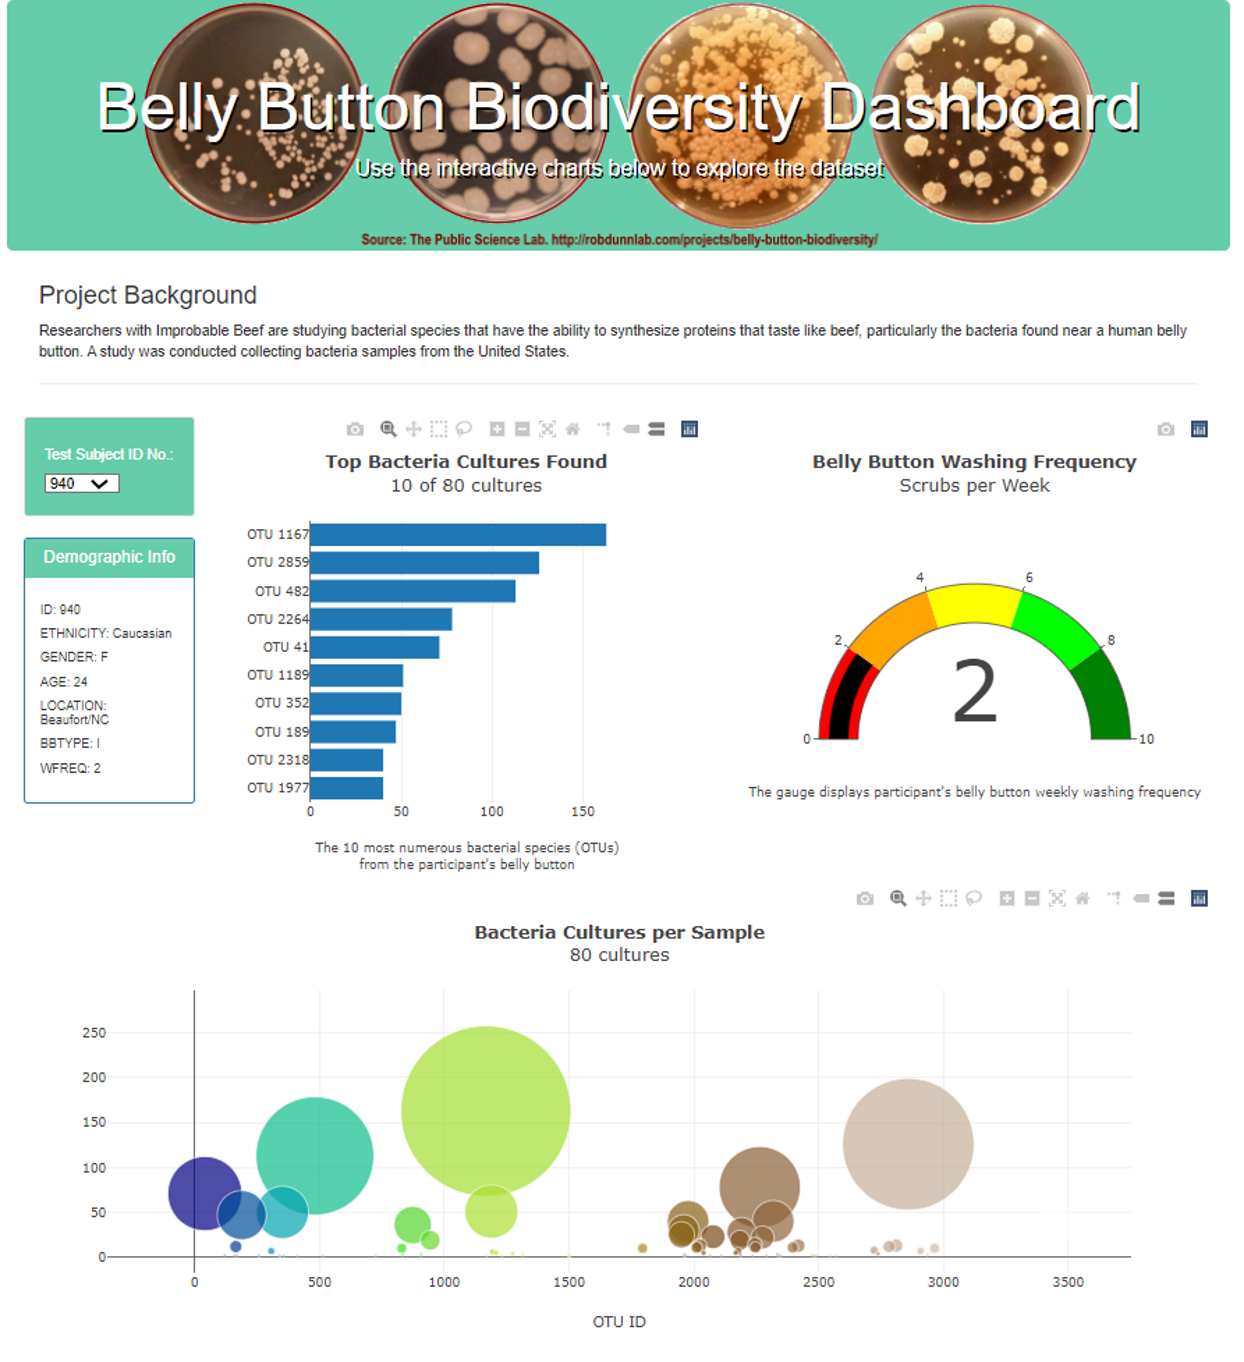 Belly Button Biodiversity Dashboard
Use the interactive charts below to explore the dataset
Source: The Public Science Lab. http://robdunnlab.com/projects/belly-button-biodiversity/
Project Background
Researchers with Improbable Beef are studying bacterial species that have the ability to synthesize proteins that taste like beef, particularly the bacteria found near a human belly
button. A study was conducted collecting bacteria samples from the United States.
Test Subject ID No.:
940
Demographic Info
ID: 940
ETHNICITY: Caucasian
GENDER: F
AGE: 24
LOCATION:
Beaufort/NC
BBTYPE: I
WFREQ: 2
Top Bacteria Cultures Found
10 of 80 cultures
OTU 1167
OTU 2859
OTU 482
OTU 2264
OTU 41
OTU 1189
OTU 352
OTU 189
OTU 2318
OTU 1977
0 50 100 150
The 10 most numerous bacterial species (OTUs)
from the participant's belly button
Belly Button Washing Frequency
Scrubs per Week
4 6
2 8
2
0 10
The gauge displays participant's belly button weekly washing frequency
Bacteria Cultures per Sample
80 cultures
250
200
150
100
50
0
0 500 1000 1500 2000 2500 3000 3500
OTU ID